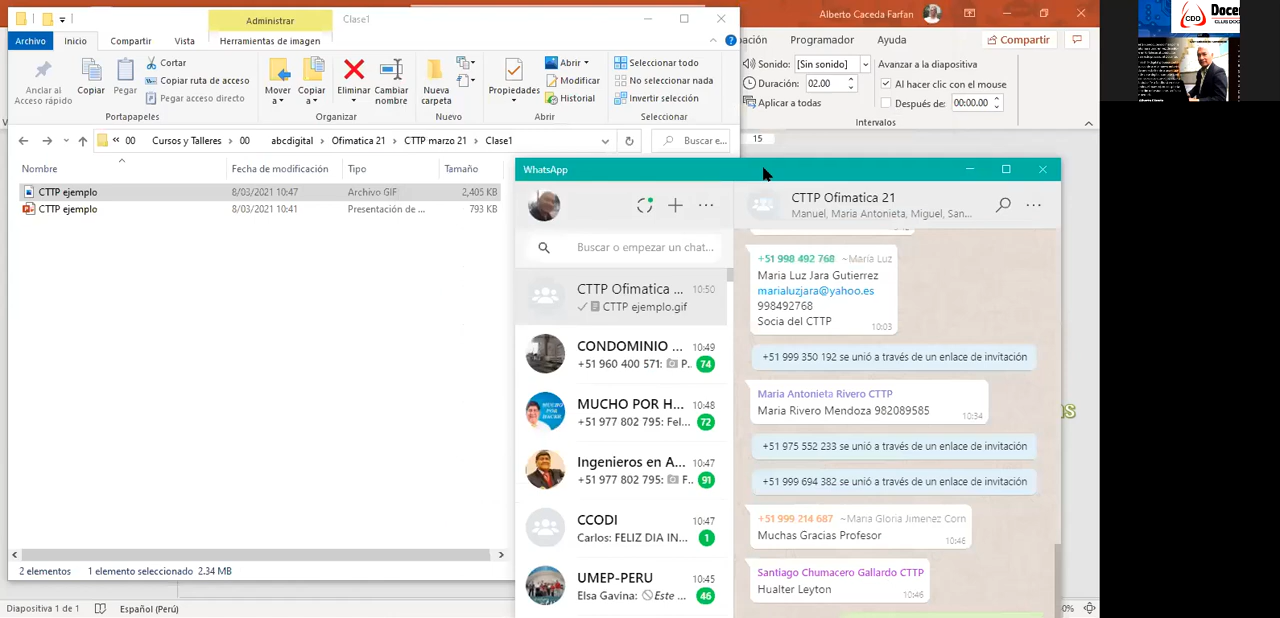 Administrar
Clase1
Archivo
Inicio
Compartir
Vista
Herramientas de imagen
Anclar al
Acceso rápido
Copiar
Pegar
Cortar
Copiar ruta de acceso
Pegar acceso directo
Portapapeles
Mover
a
Copiar
a
Eliminar
Cambiar
nombre
Organizar
Nueva
carpeta
Nuevo
Propiedades
Abrir
Modificar
Historial
Abrir
Seleccionar todo
No seleccionar nada
Invertir selección
Seleccionar
Alberto Caceda Farfan
Programador
Ayuda
Compartir
Sonido:
[Sin sonido]
Duración:
02.00
Aplicar a todas
Avanzar a la diapositiva
Al hacer clic con el mouse
Después de:
00:00.00
Intervalos
15
« 00 > Cursos y Talleres > 00 > abcdigital > Ofimatica 21 > CTTP marzo 21 > Clase1
Buscar e...
Nombre
Fecha de modificación
Tipo
Tamaño
CTTP ejemplo
8/03/2021 10:47
Archivo GIF
2,405 KB
CTTP ejemplo
8/03/2021 10:41
Presentación de ...
793 KB
2 elementos
1 elemento seleccionado 2.34 MB
Diapositiva 1 de 1
Español (Perú)
WhatsApp
Buscar o empezar un chat...
CTTP Ofimatica ...
10:50
CTTP ejemplo.gif
CONDOMINIO ...
10:49
+51 960 400 571: P...
74
MUCHO POR H...
10:48
+51 977 802 795: Fel...
72
Ingenieros en A...
10:47
+51 977 802 795: F...
91
CCODI
10:47
Carlos: FELIZ DIA IN...
1
UMEP-PERU
10:45
Elsa Gavina: Este ...
46
CTTP Ofimatica 21
Manuel, Maria Antonieta, Miguel, San...
+51 998 492 768 ~Maria Luz
Maria Luz Jara Gutierrez
marialuzjara@yahoo.es
998492768
Socia del CTTP
10:03
+51 999 350 192 se unió a través de un enlace de invitación
Maria Antonieta Rivero CTTP
Maria Rivero Mendoza 982089585
10:34
+51 975 552 233 se unió a través de un enlace de invitación
+51 999 694 382 se unió a través de un enlace de invitación
+51 999 214 687 ~Maria Gloria Jimenez Corn
Muchas Gracias Profesor
10:46
Santiago Chumacero Gallardo CTTP
Hualter Leyton
10:46
CDD